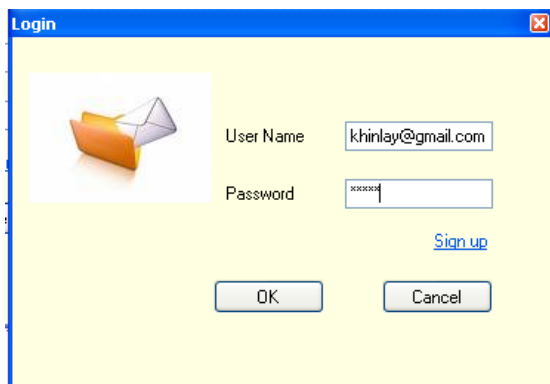 Login
User Name khinlay@gmail.com
Password *****
Sign up
OK Cancel